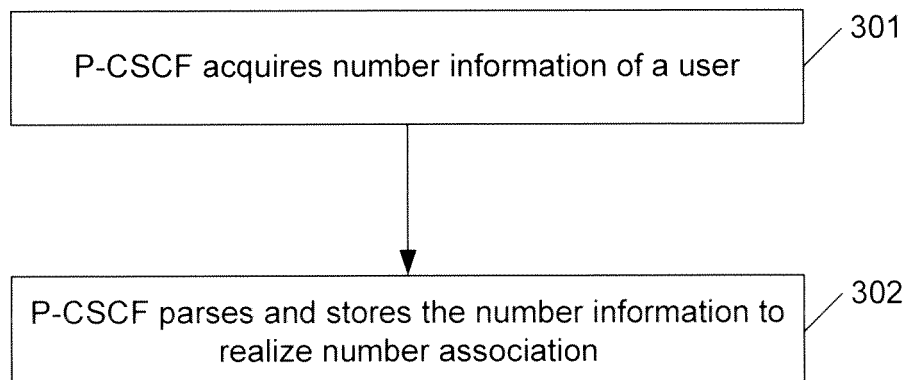 P-CSCF acquires number information of a user
301
P-CSCF parses and stores the number information to
realize number association
302